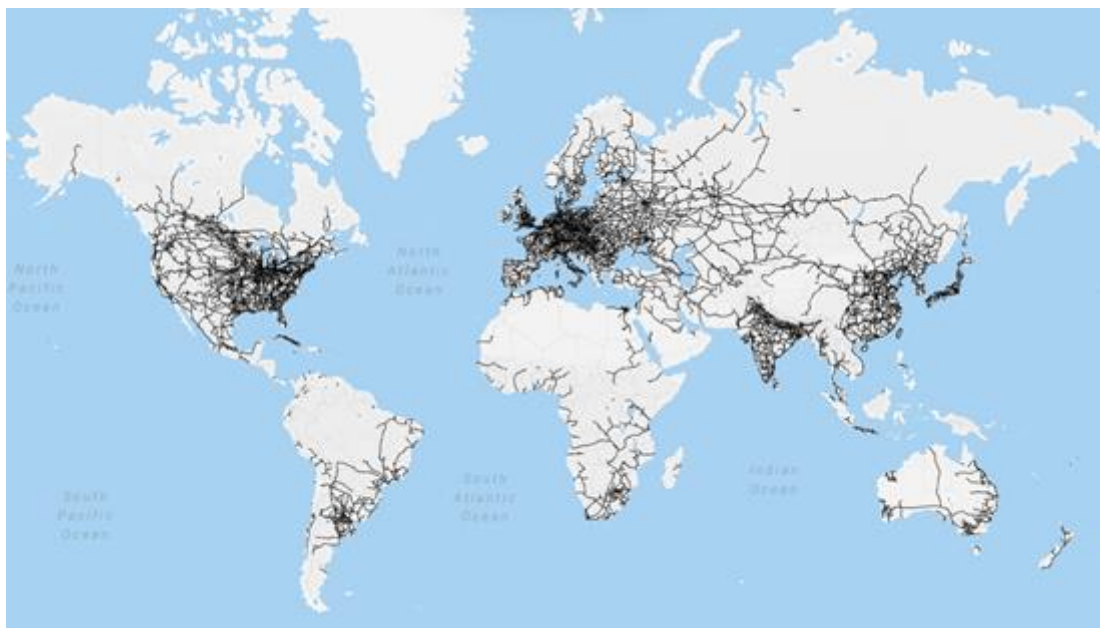 North
Pacific
Ocean
North
Atlantic
Ocean
South
Pacific
Ocean
South
Atlantic
Ocean
Indian
Ocean